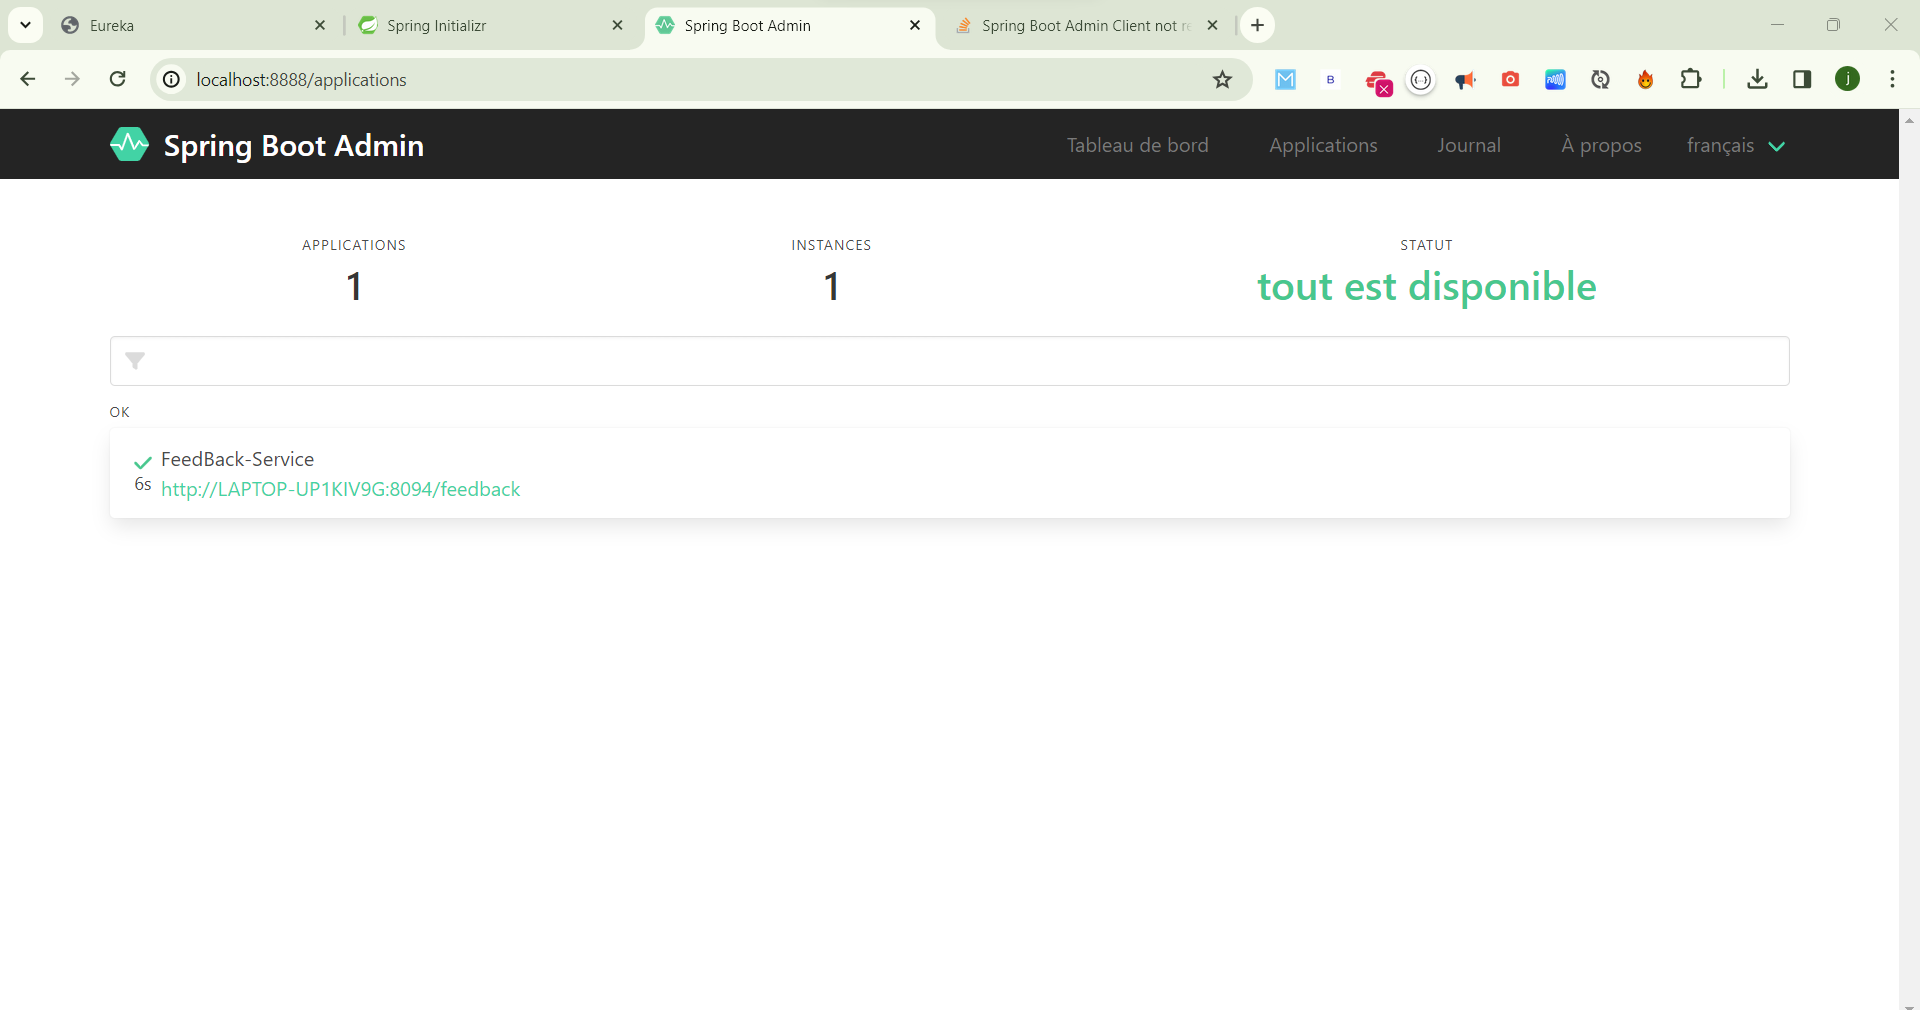 Eureka
Spring Initializr
Spring Boot Admin
Spring Boot Admin Client not re
localhost:8888/applications
M
B
j
Spring Boot Admin
Tableau de bord
Applications
Journal
À propos
français
APPLICATIONS
1
INSTANCES
1
STATUT
tout est disponible
OK
FeedBack-Service
6s
http://LAPTOP-UP1KIV9G:8094/feedback